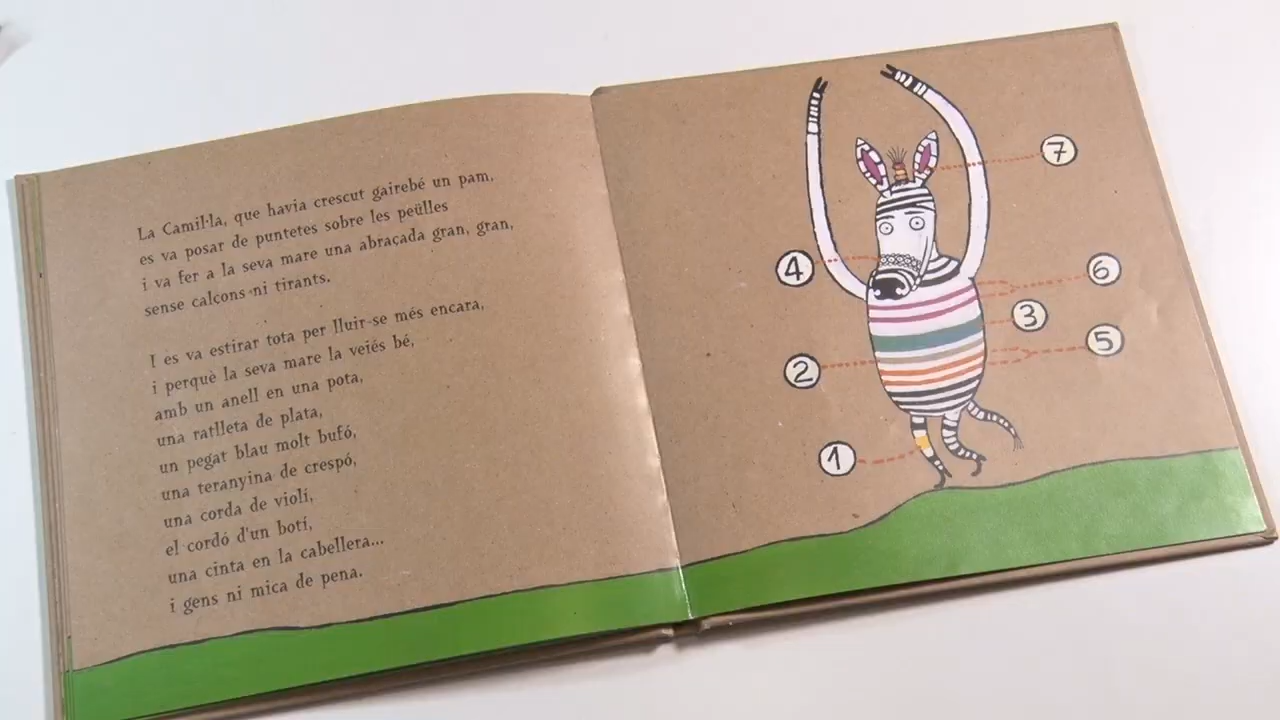 La Camil·la, que havia crescut gairebé un pam,
es va posar de puntetes sobre les peülles
i va fer a la seva mare una abraçada gran, gran,
sense calcons ni tirants.
I es va estirar tota per lluir-se més encara,
i perquè la seva mare la veiés bé,
amb un anell en una pota,
una ratlleta de plata,
un pegat blau molt bufó,
una teranyina de crespó,
una corda de violí,
el cordó d'un botí,
una cinta en la cabellera...
i gens ni mica de pena.
7
4
6
3
5
2
1